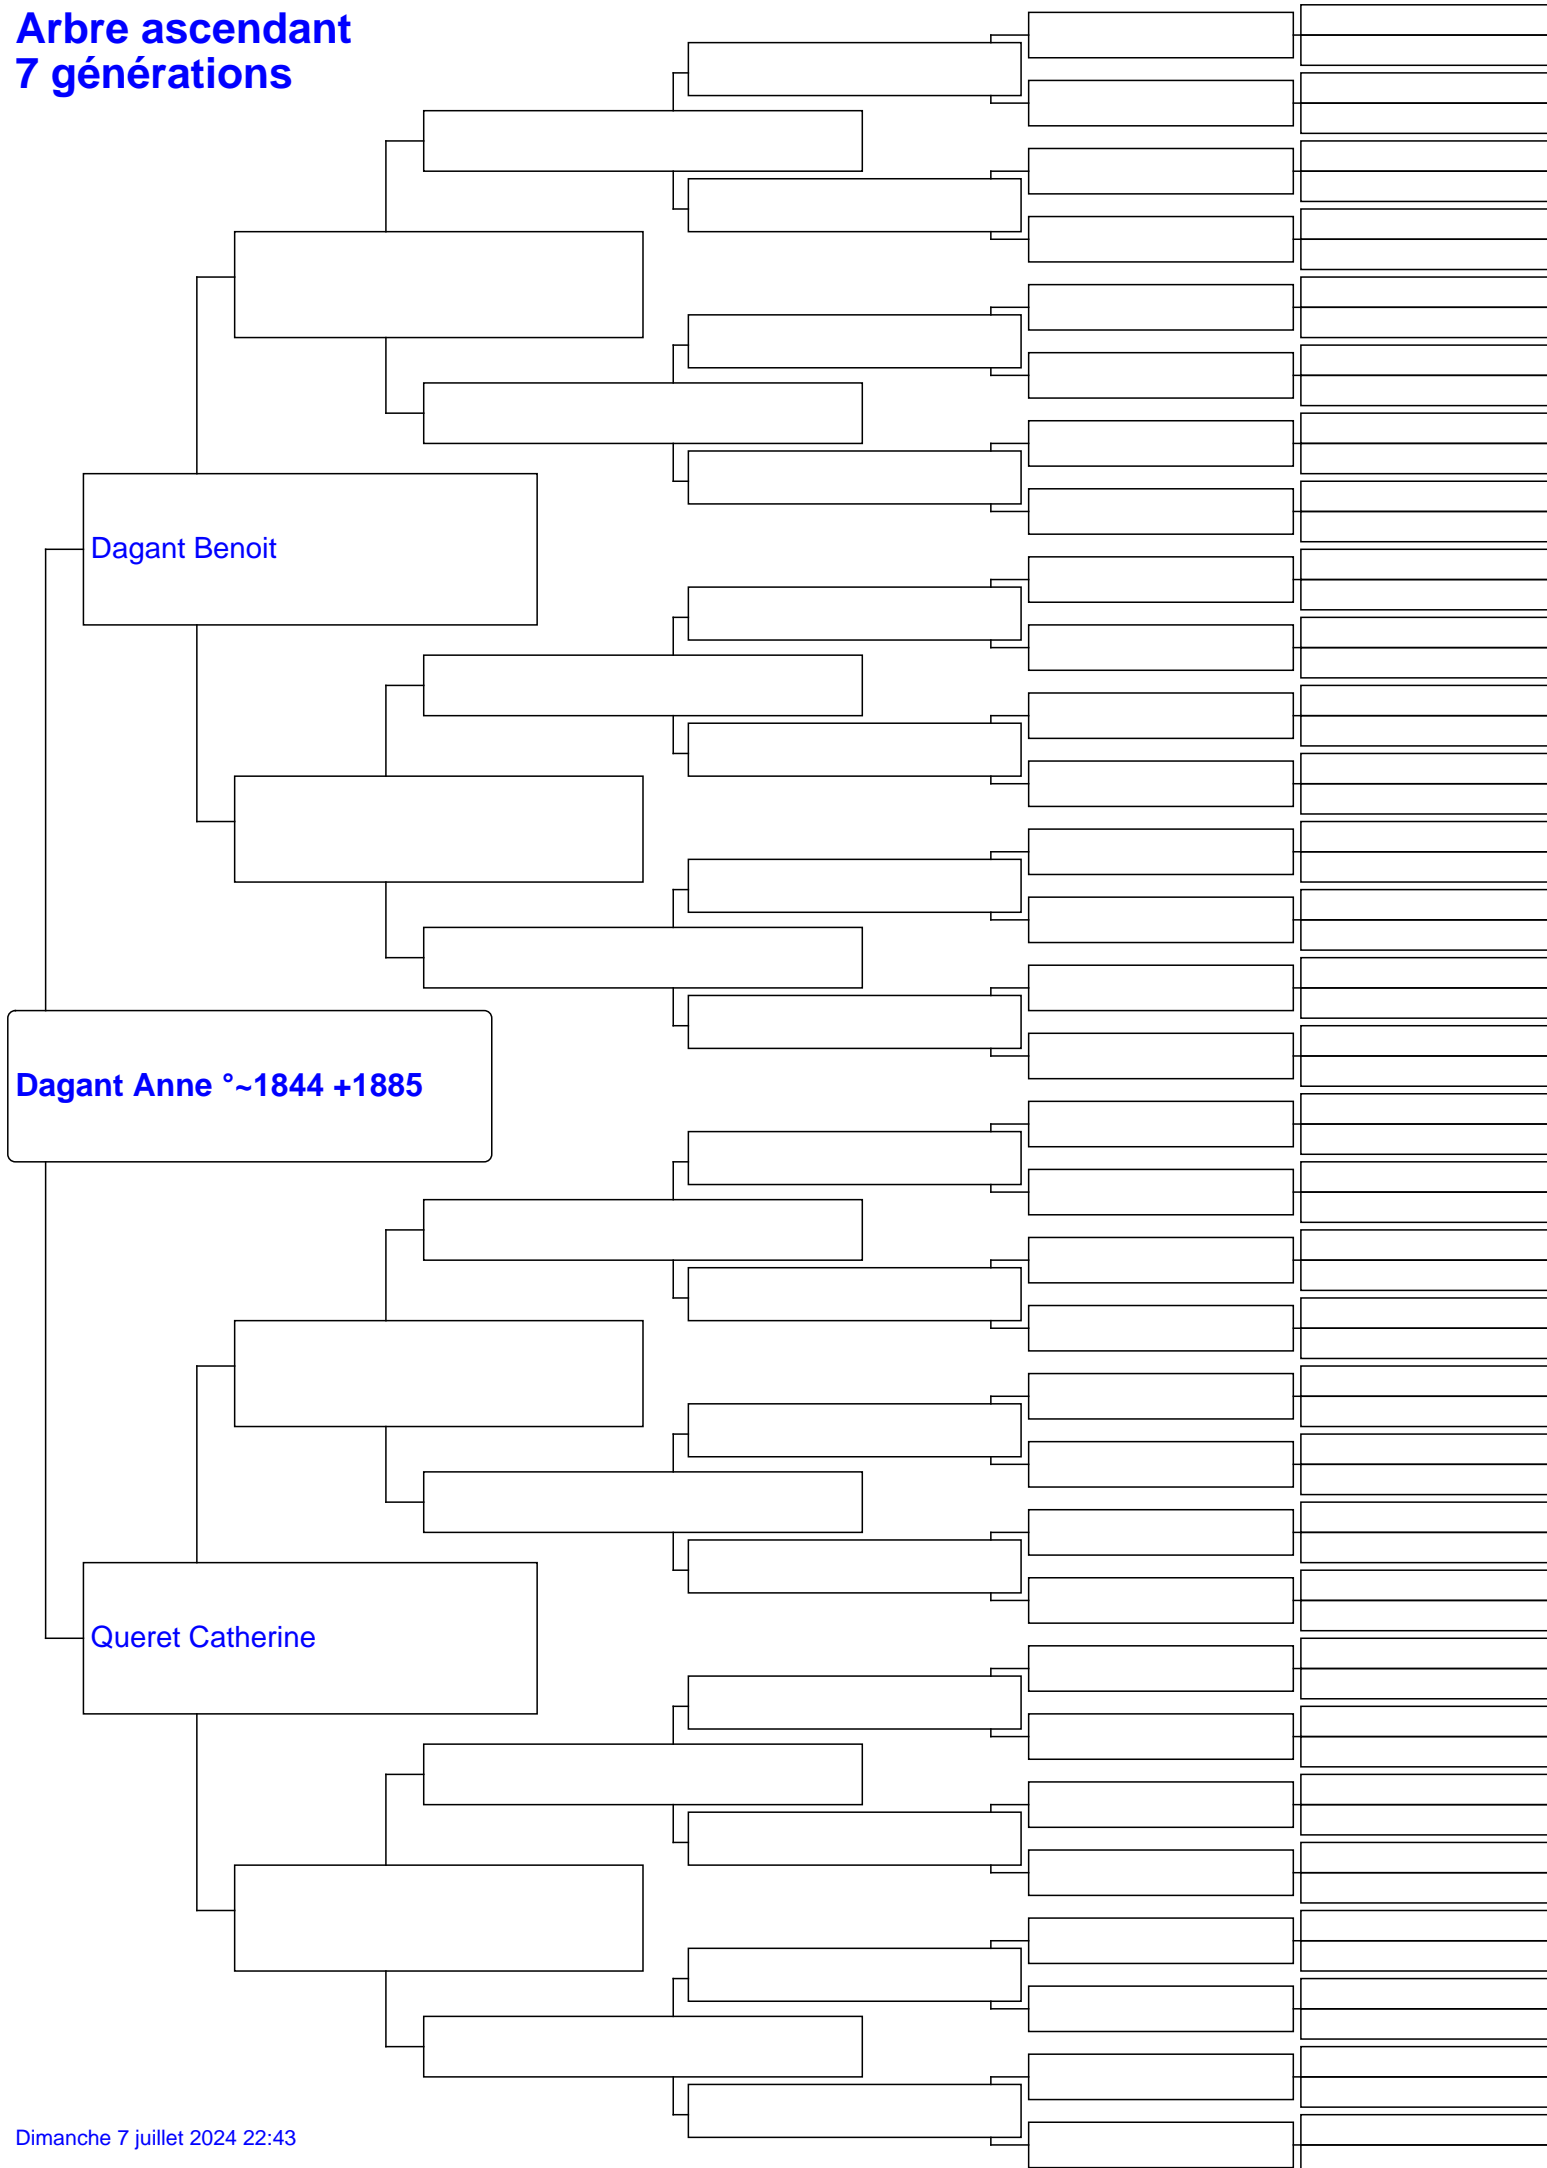 Arbre ascendant
7 générations
Dagant Benoit
Dagant Anne °~1844 +1885
Queret Catherine
Dimanche 7 juillet 2024 22:43